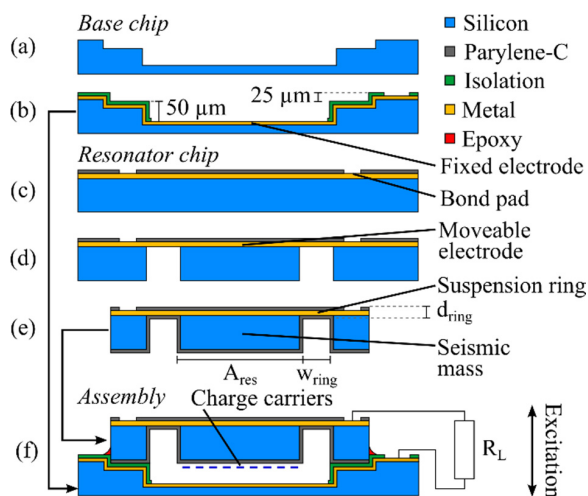 Base chip
Silicon
Parylene-C
Isolation
Metal
Epoxy
(a)
(b)
50 µm
25 µm
Fixed electrode
Resonator chip
Bond pad
(c)
Moveable
electrode
(d)
Suspension ring
d_ring
(e)
Seismic
mass
A_res
w_ring
Assembly
Charge carriers
(f)
R_L
Excitation